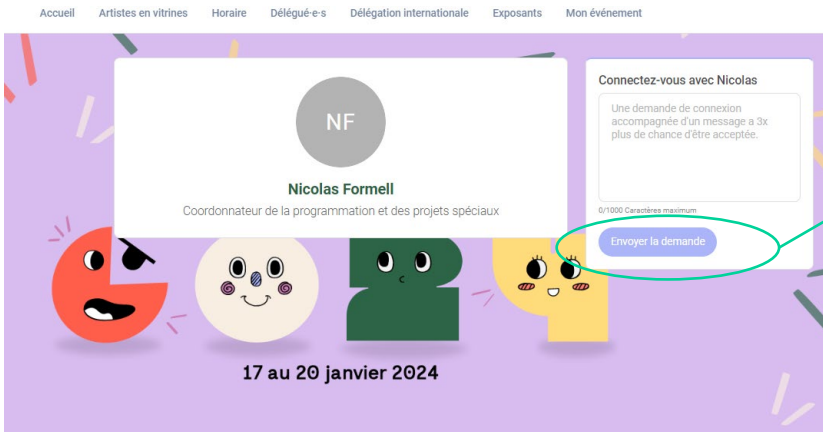 Accueil Artistes en vitrines Horaire Délégué·e·s Délégation internationale Exposants Mon événement
NF
Nicolas Formell
Coordonnateur de la programmation et des projets spéciaux
Connectez-vous avec Nicolas
Une demande de connexion
accompagnée d'un message a 3x
plus de chance d'être acceptée.
0/1000 Caractères maximum
Envoyer la demande
17 au 20 janvier 2024